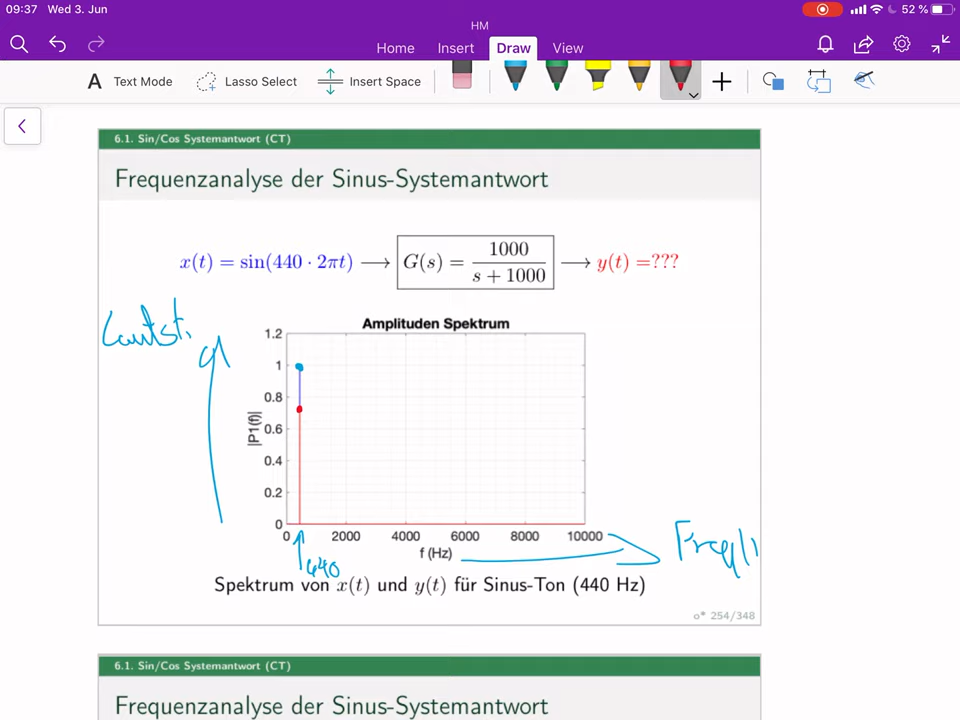 09:37 Wed 3. Jun
52 %
HM
Home Insert Draw View
A Text Mode Lasso Select Insert Space
6.1. Sin/Cos Systemantwort (CT)
Frequenzanalyse der Sinus-Systemantwort
x(t) = sin(440 · 2πt) → G(s) = 1000 / (s + 1000) → y(t) =???
Lautst.
Amplituden Spektrum
1.2
1
0.8
0.6
0.4
0.2
0
|P1(f)|
0 2000 4000 6000 8000 10000
f (Hz)
440
Spektrum von x(t) und y(t) für Sinus-Ton (440 Hz)
254/348
6.1. Sin/Cos Systemantwort (CT)
Frequenzanalyse der Sinus-Systemantwort